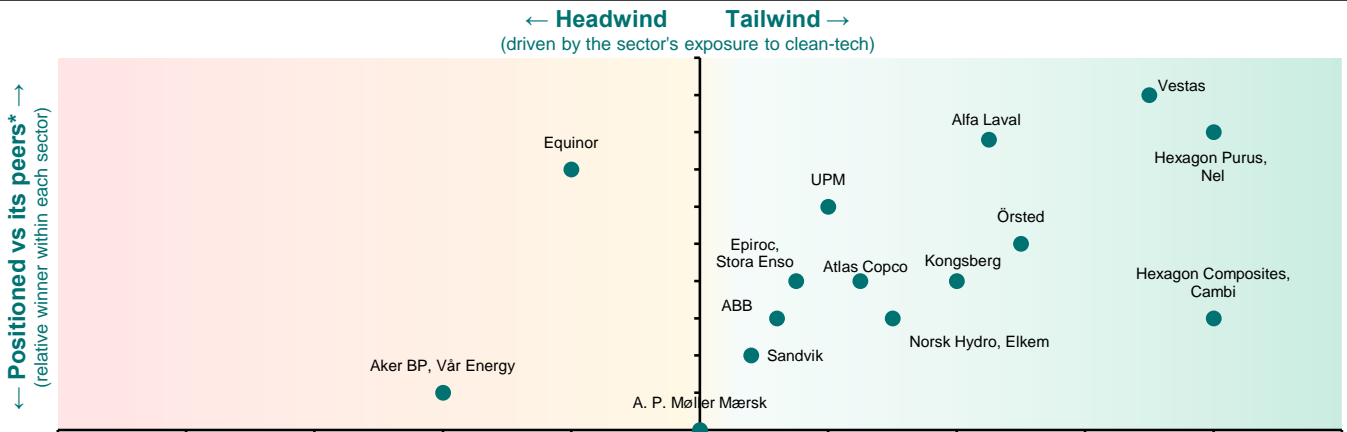 ← Headwind Tailwind →
(driven by the sector's exposure to clean-tech)
← Positioned vs its peers* →
(relative winner within each sector)
Vestas
Alfa Laval
Equinor
Hexagon Purus,
Nel
UPM
Örsted
Epiroc,
Stora Enso
Atlas Copco
Kongsberg
Hexagon Composites,
Cambi
ABB
Norsk Hydro, Elkem
Sandvik
Aker BP, Vår Energy
A. P. Møller Mærsk